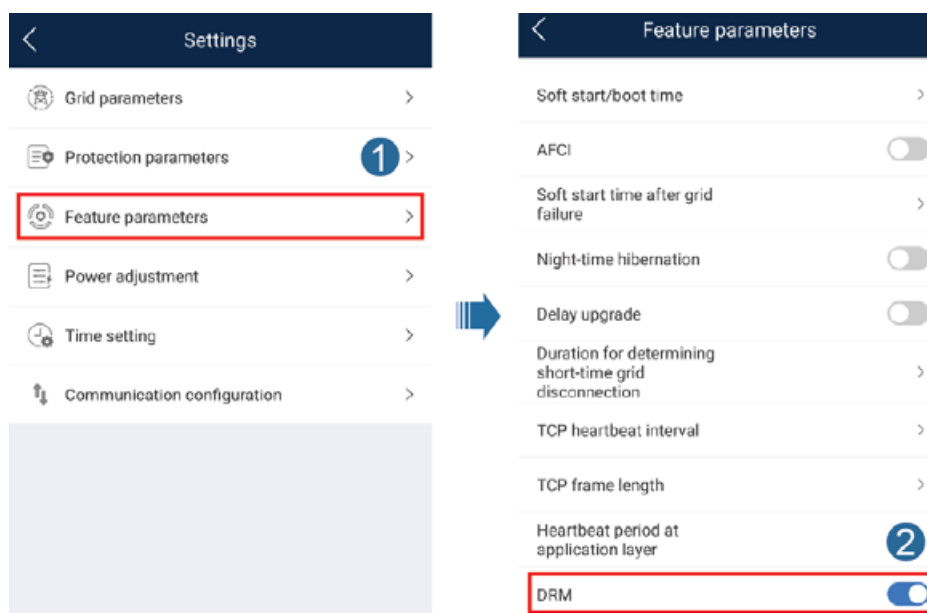 Settings
Grid parameters
Protection parameters
1
Feature parameters
Power adjustment
Time setting
Communication configuration
Feature parameters
Soft start/boot time
AFCI
Soft start time after grid
failure
Night-time hibernation
Delay upgrade
Duration for determining
short-time grid
disconnection
TCP heartbeat interval
TCP frame length
Heartbeat period at
application layer
2
DRM